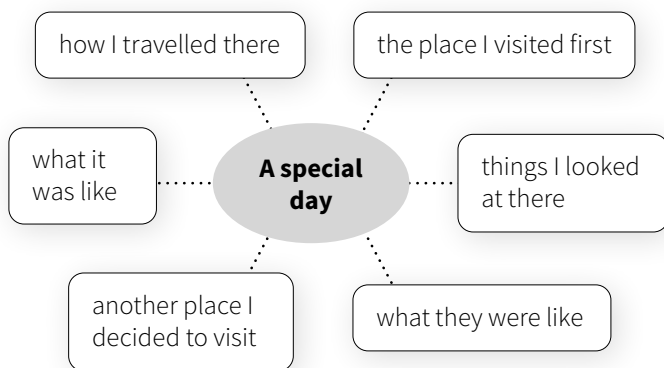 how I travelled there
the place I visited first
what it
was like
A special
day
things I looked
at there
another place I
decided to visit
what they were like